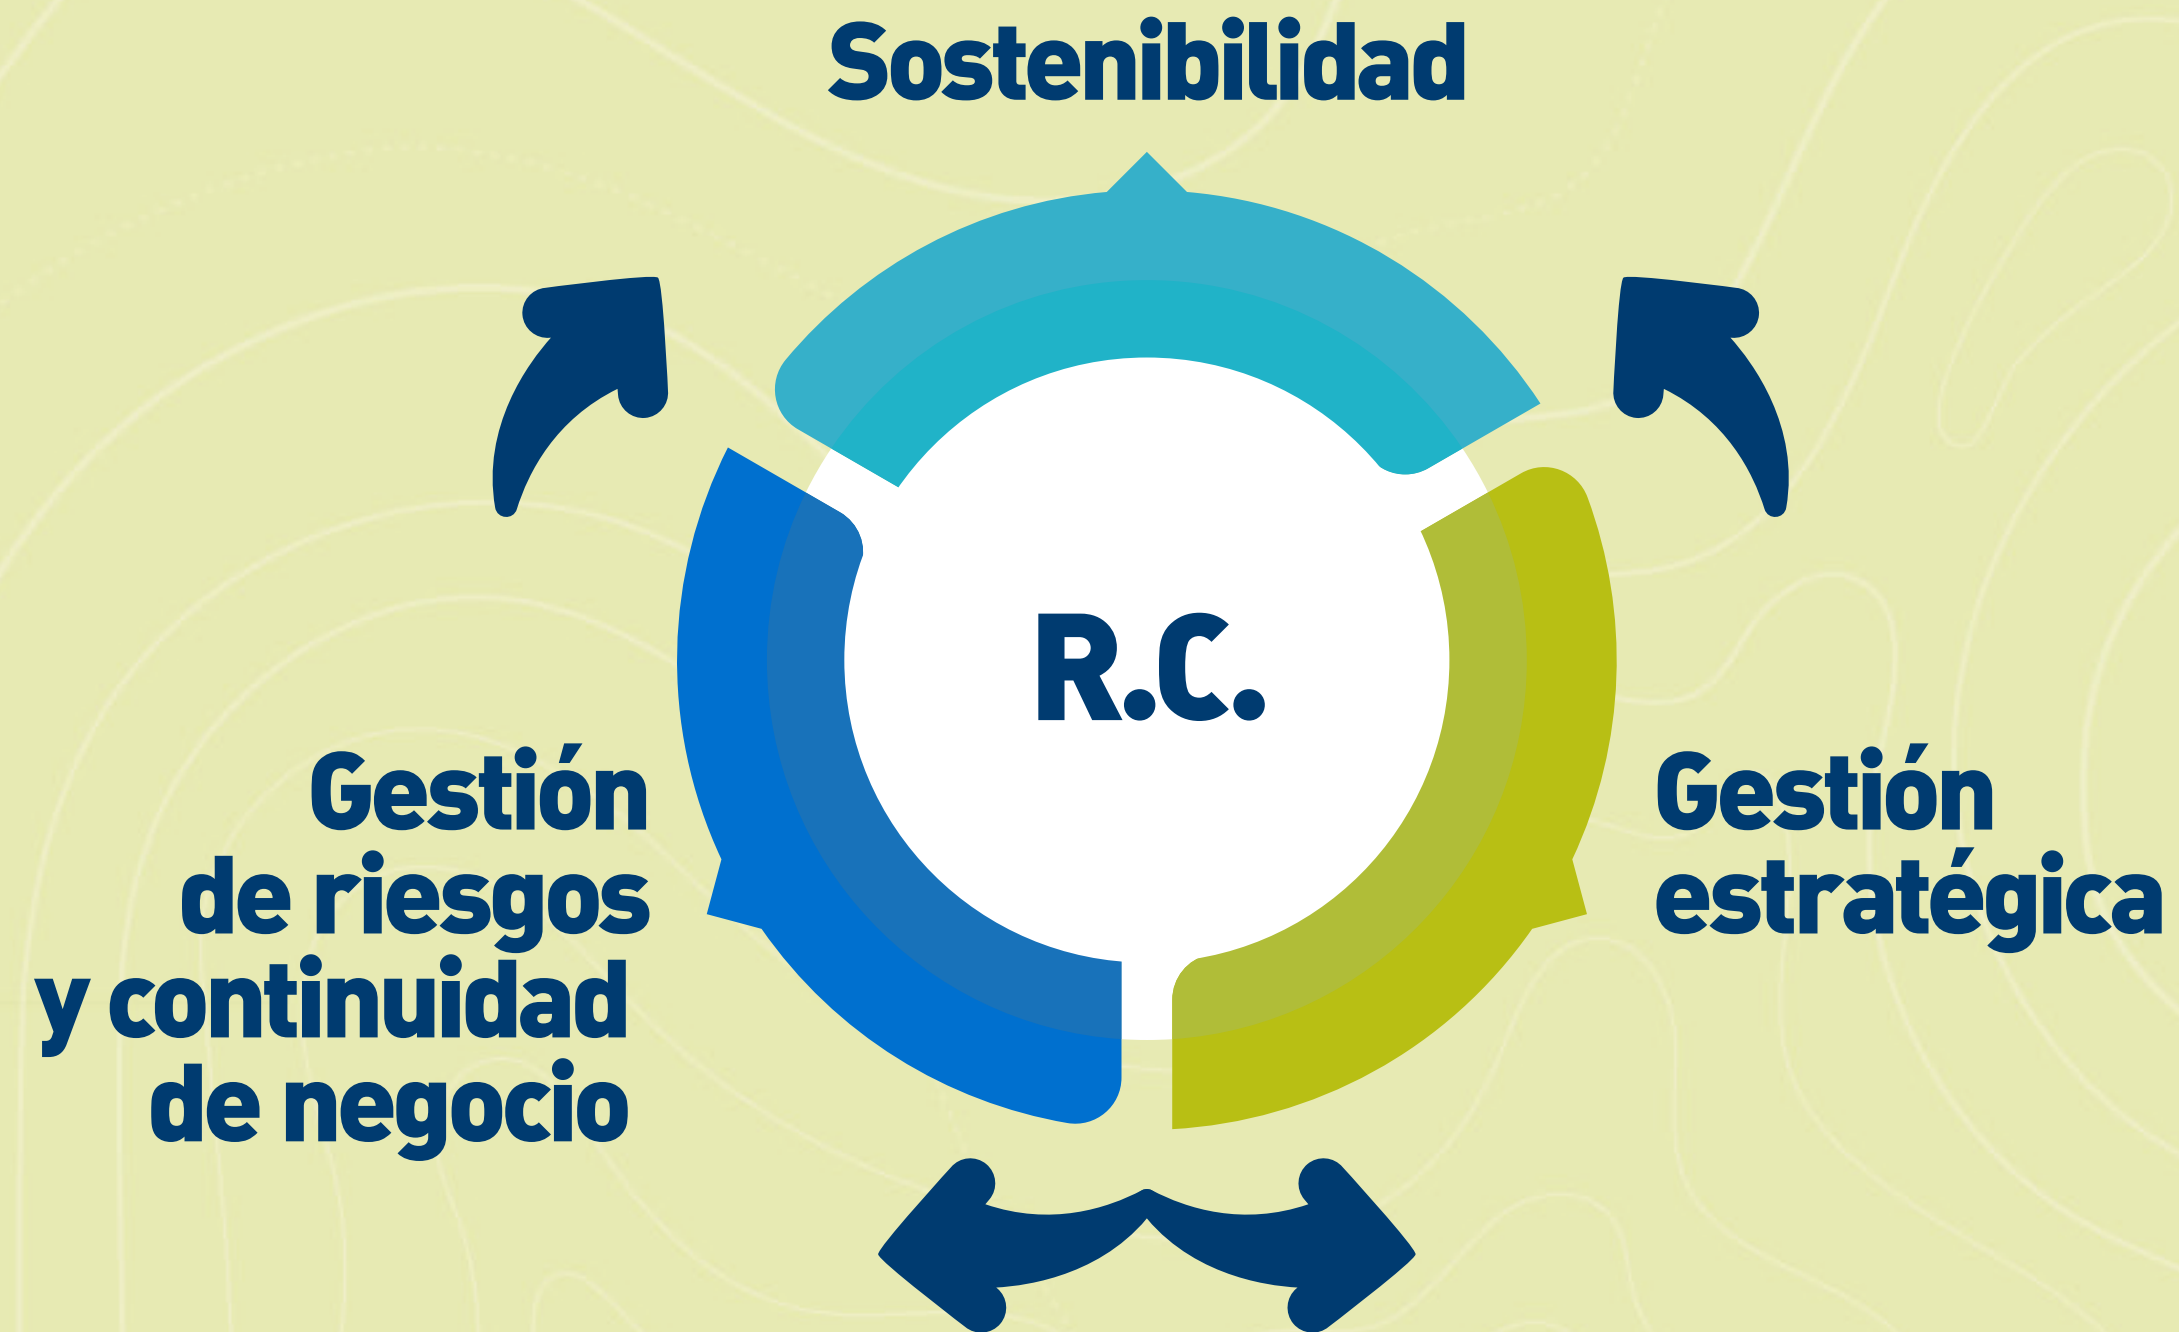 Sostenibilidad
R.C.
Gestión
de riesgos
y continuidad
de negocio
Gestión
estratégica